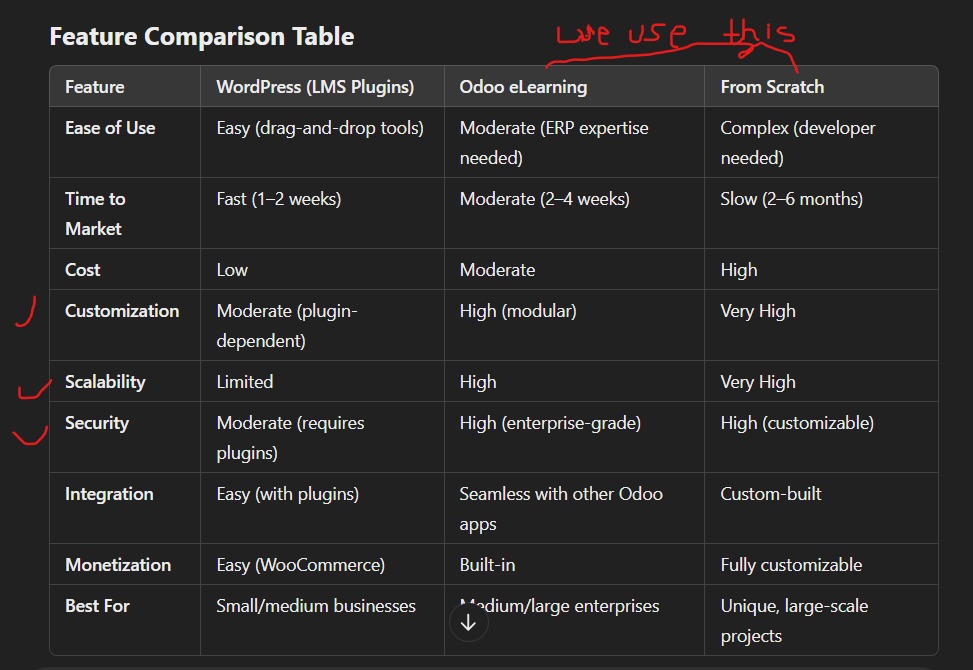 Feature Comparison Table
we use this
Feature
WordPress (LMS Plugins)
Odoo eLearning
From Scratch
Ease of Use
Easy (drag-and-drop tools)
Moderate (ERP expertise
needed)
Complex (developer
needed)
Time to
Market
Fast (1–2 weeks)
Moderate (2–4 weeks)
Slow (2–6 months)
Cost
Low
Moderate
High
Customization
Moderate (plugin-
dependent)
High (modular)
Very High
Scalability
Limited
High
Very High
Security
Moderate (requires
plugins)
High (enterprise-grade)
High (customizable)
Integration
Easy (with plugins)
Seamless with other Odoo
apps
Custom-built
Monetization
Easy (WooCommerce)
Built-in
Fully customizable
Best For
Small/medium businesses
Medium/large enterprises
Unique, large-scale
projects